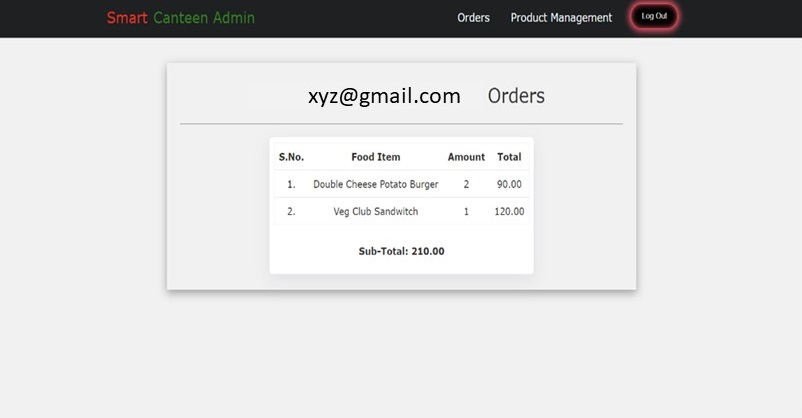 Smart Canteen Admin Orders Product Management Log Out
xyz@gmail.com Orders
S.No. Food Item Amount Total
1. Double Cheese Potato Burger 2 90.00
2. Veg Club Sandwitch 1 120.00
Sub-Total: 210.00